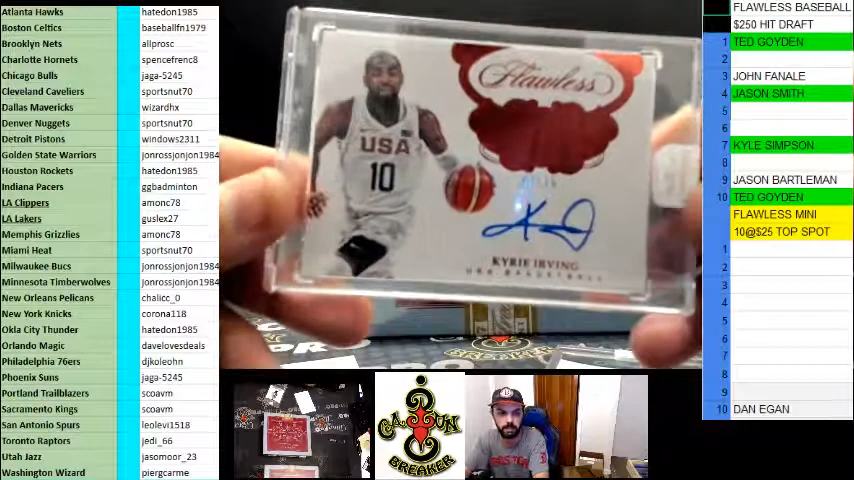 Atlanta Hawks hatedon1985
Boston Celtics baseballfn1979
Brooklyn Nets allprosn
Charlotte Hornets spencefrenc8
Chicago Bulls jaga-5245
Cleveland Cavaliers sportsnut70
Dallas Mavericks wizardhx
Denver Nuggets sportsnut70
Detroit Pistons windows2311
Golden State Warriors jonrossjonjon1984
Houston Rockets hatedon1985
Indiana Pacers ggbadminton
LA Clippers amonc78
LA Lakers guslex27
Memphis Grizzlies amonc78
Miami Heat sportsnut70
Milwaukee Bucs jonrossjonjon1984
Minnesota Timberwolves jonrossjonjon1984
New Orleans Pelicans chalicc_0
New York Knicks corona118
Okla City Thunder hatedon1985
Orlando Magic davelovesdeals
Philadelphia 76ers djkoleohn
Phoenix Suns jaga-5245
Portland Trailblazers scoavm
Sacramento Kings scoavm
San Antonio Spurs leolevi1518
Toronto Raptors jedi_66
Utah Jazz jasomoor_23
Washington Wizard piergcarme
Flawless
USA
10
KYRIE IRVING
USA BASKETBALL
CAJUN
BREAKER
FLAWLESS BASEBALL
$250 HIT DRAFT
1 TED GOYDEN
2
3 JOHN FANALE
4 JASON SMITH
5
6
7 KYLE SIMPSON
8
9 JASON BARTLEMAN
10 TED GOYDEN
FLAWLESS MINI
10@$25 TOP SPOT
1
2
3
4
5
6
7
8
9
10 DAN EGAN